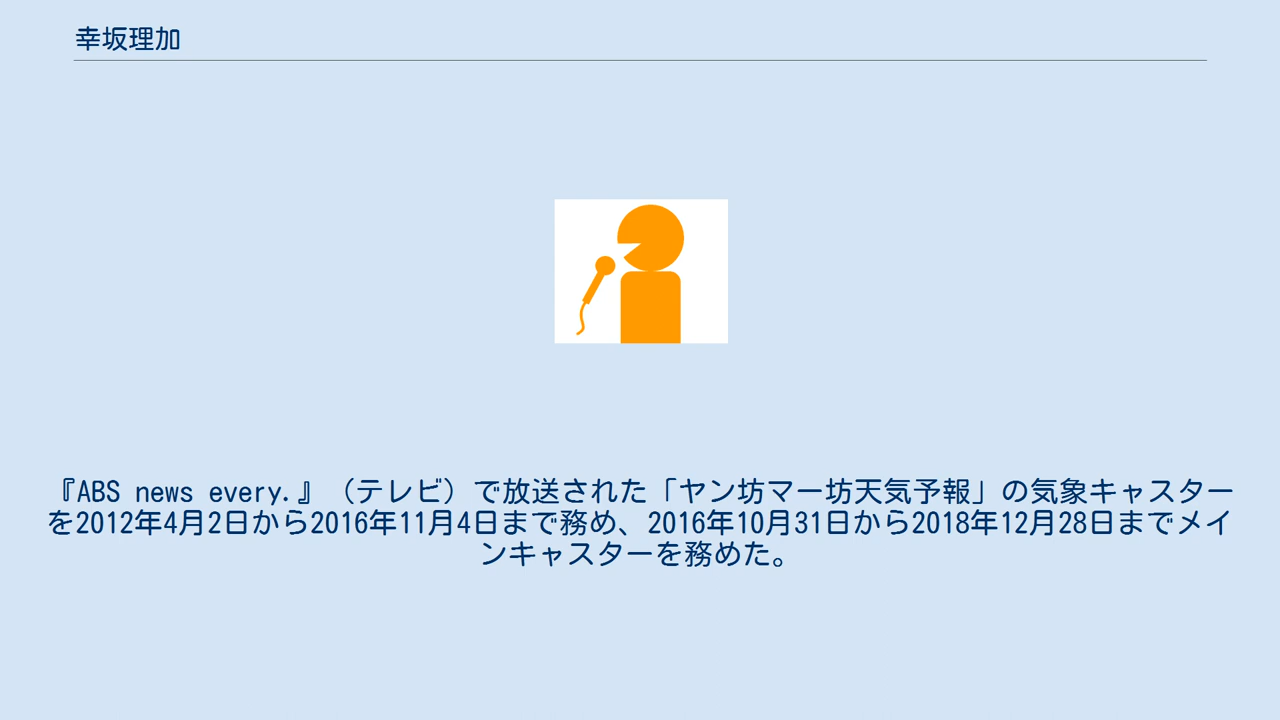 幸坂理加
『ABS news every.』（テレビ）で放送された「ヤン坊マー坊天気予報」の気象キャスター
を2012年4月2日から2016年11月4日まで務め、2016年10月31日から2018年12月28日までメイ
ンキャスターを務めた。